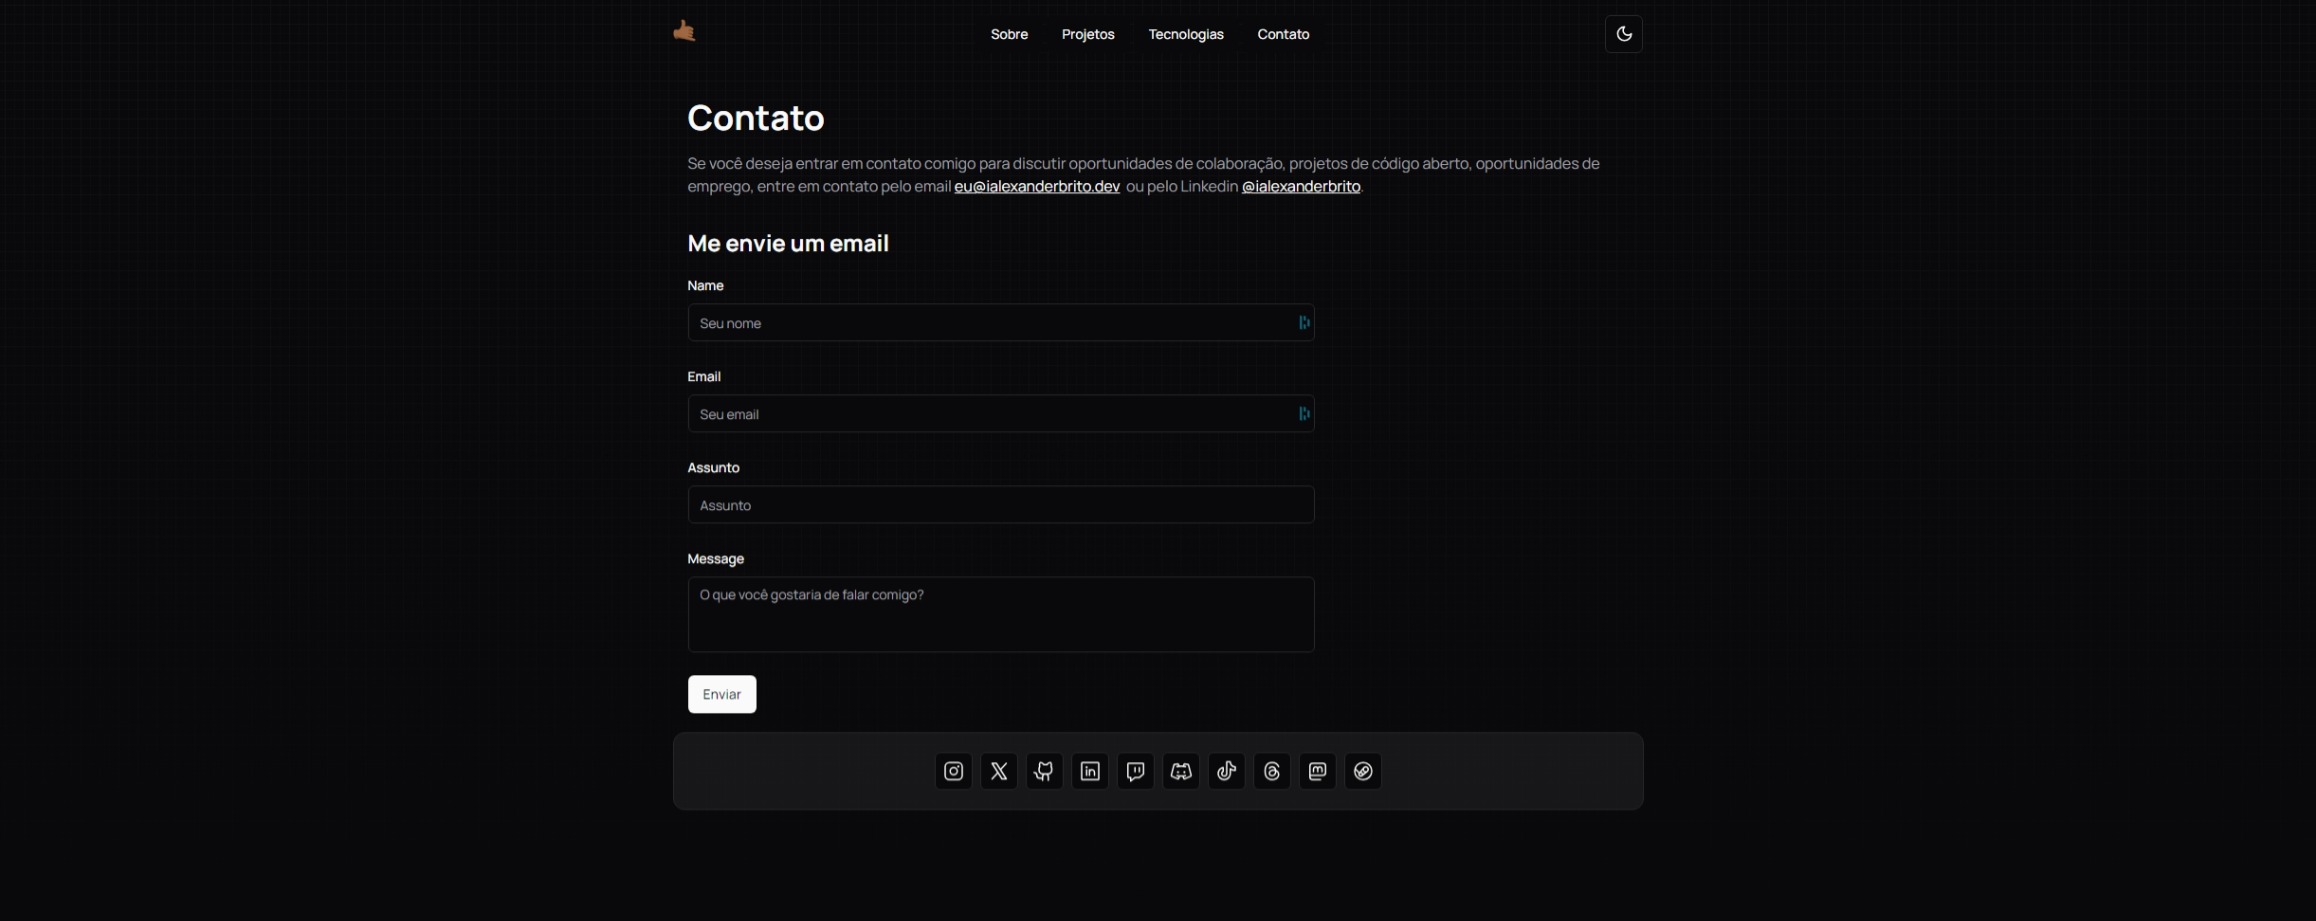 Sobre Projetos Tecnologias Contato
Contato
Se você deseja entrar em contato comigo para discutir oportunidades de colaboração, projetos de código aberto, oportunidades de
emprego, entre em contato pelo email eu@ialexanderbrito.dev ou pelo Linkedin @ialexanderbrito.
Me envie um email
Name
Seu nome
Email
Seu email
Assunto
Assunto
Message
O que você gostaria de falar comigo?
Enviar